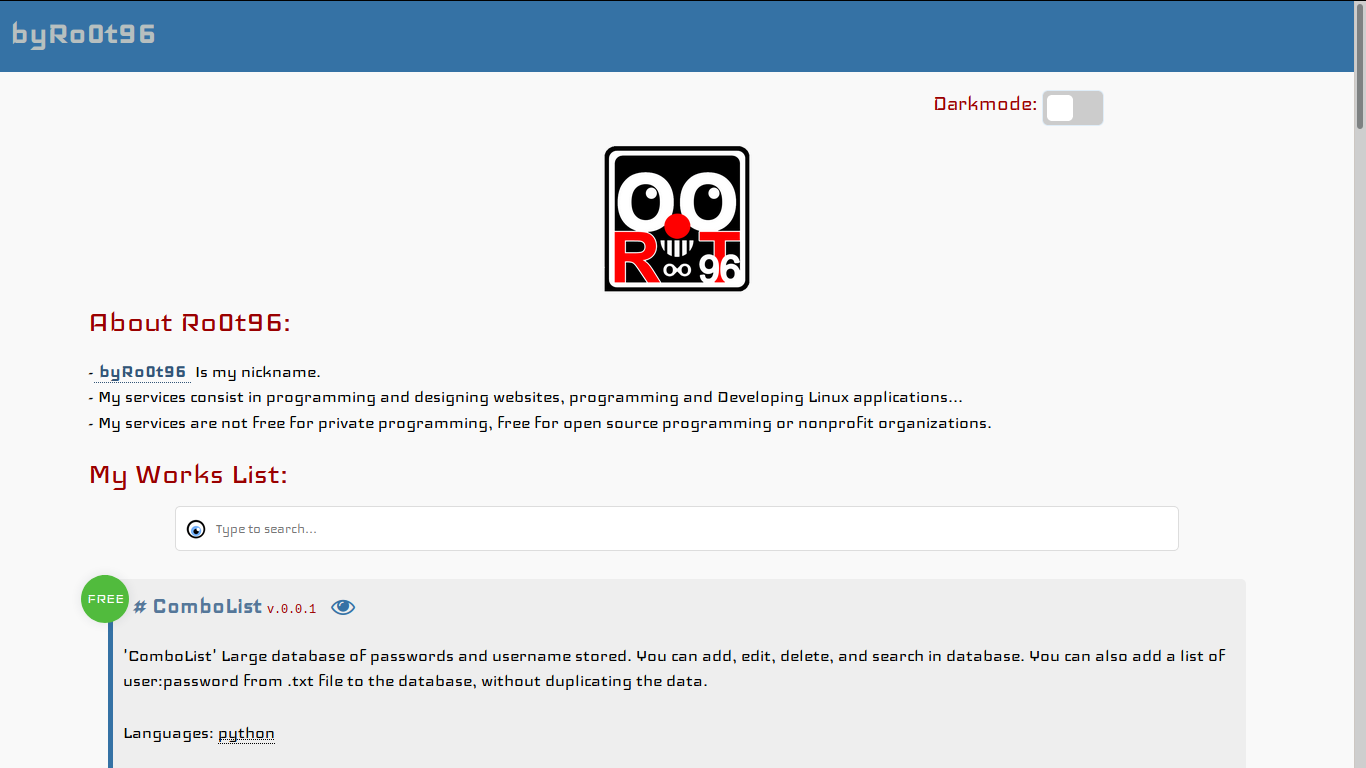 byRo0t96
Darkmode:
R T
96
About Ro0t96:
- byRo0t96 Is my nickname.
- My services consist in programming and designing websites, programming and Developing Linux applications...
- My services are not free for private programming, free for open source programming or nonprofit organizations.
My Works List:
Type to search...
FREE
# ComboList v.0.0.1
'ComboList' Large database of passwords and username stored. You can add, edit, delete, and search in database. You can also add a list of
user:password from .txt file to the database, without duplicating the data.
Languages: python